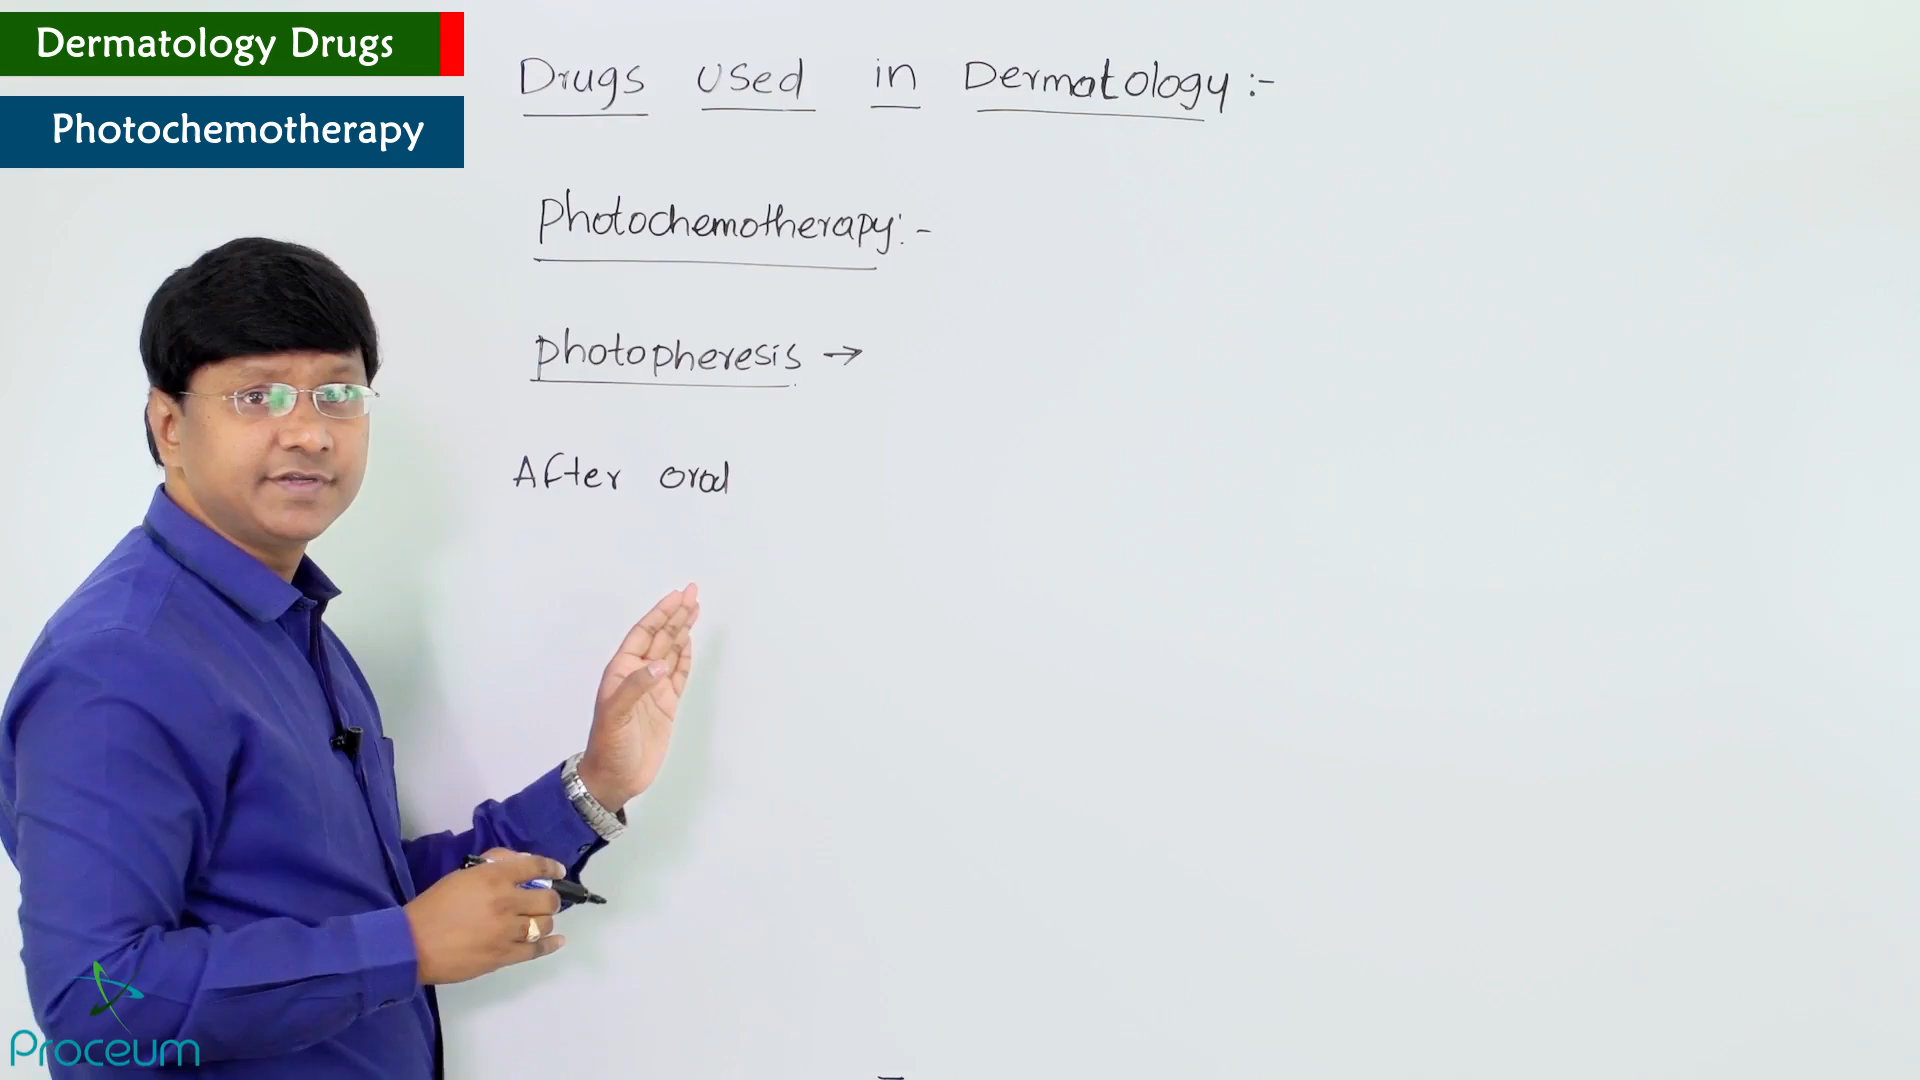 Dermatology Drugs
Photochemotherapy
Drugs used in Dermatology :-
Photochemotherapy :-
photopheresis →
After oral
Proceum